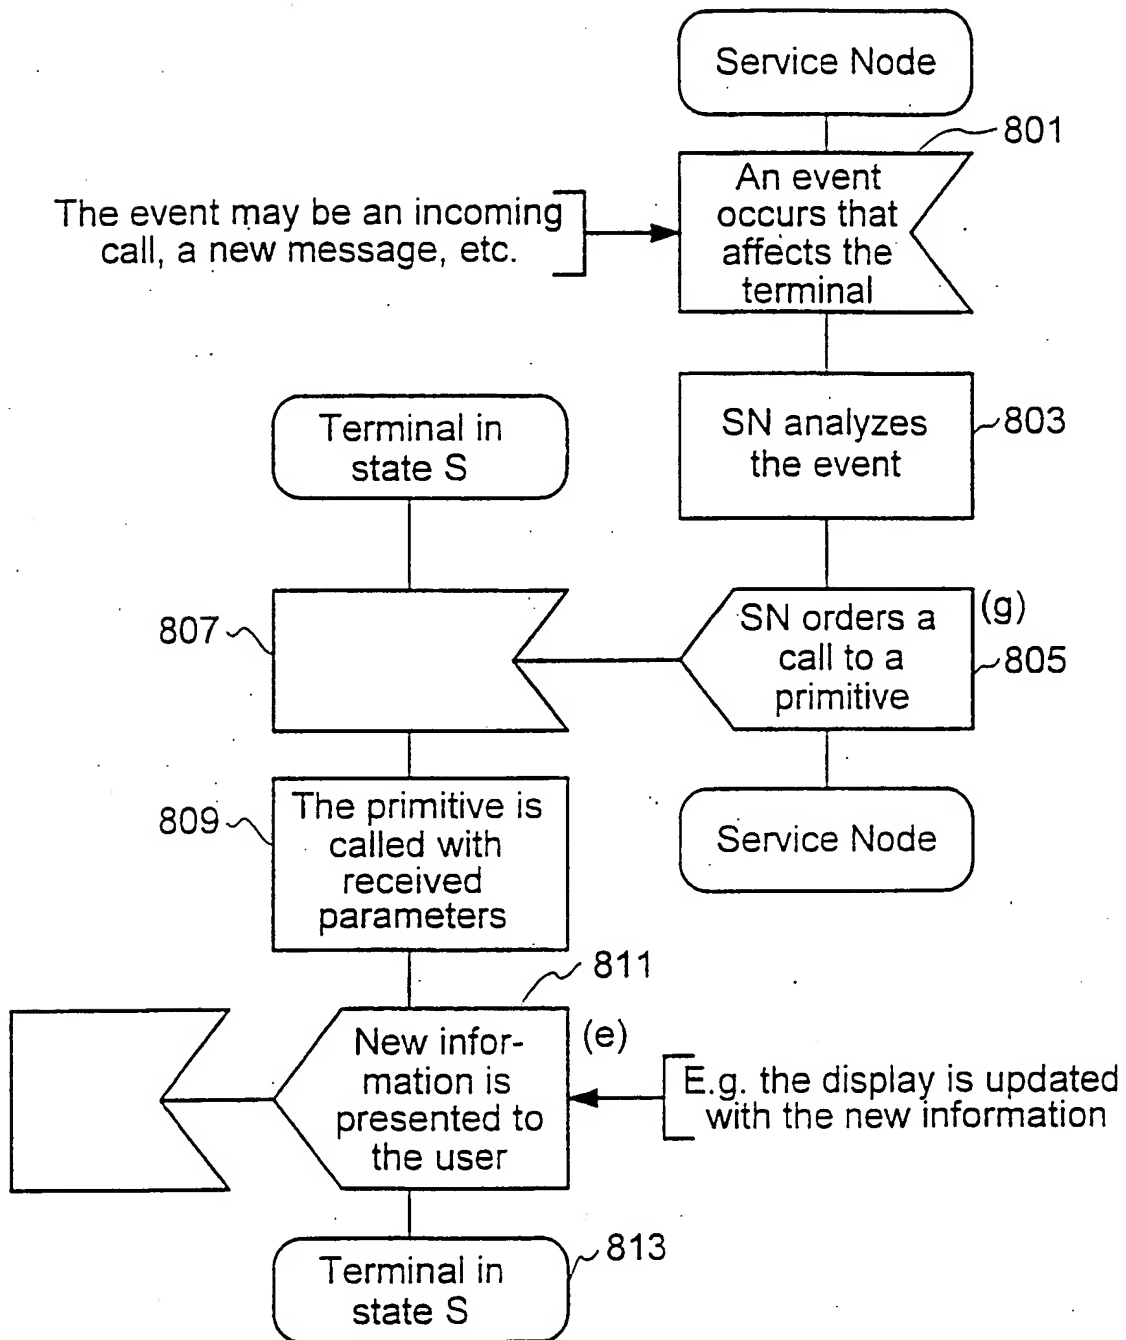 Service Node
801
An event
occurs that
affects the
terminal
The event may be an incoming
call, a new message, etc.
SN analyzes
the event
803
Terminal in
state S
807
SN orders a
call to a
primitive
(g)
805
809
The primitive is
called with
received
parameters
Service Node
811
New infor-
mation is
presented to
the user
(e)
E.g. the display is updated
with the new information
Terminal in
state S
813